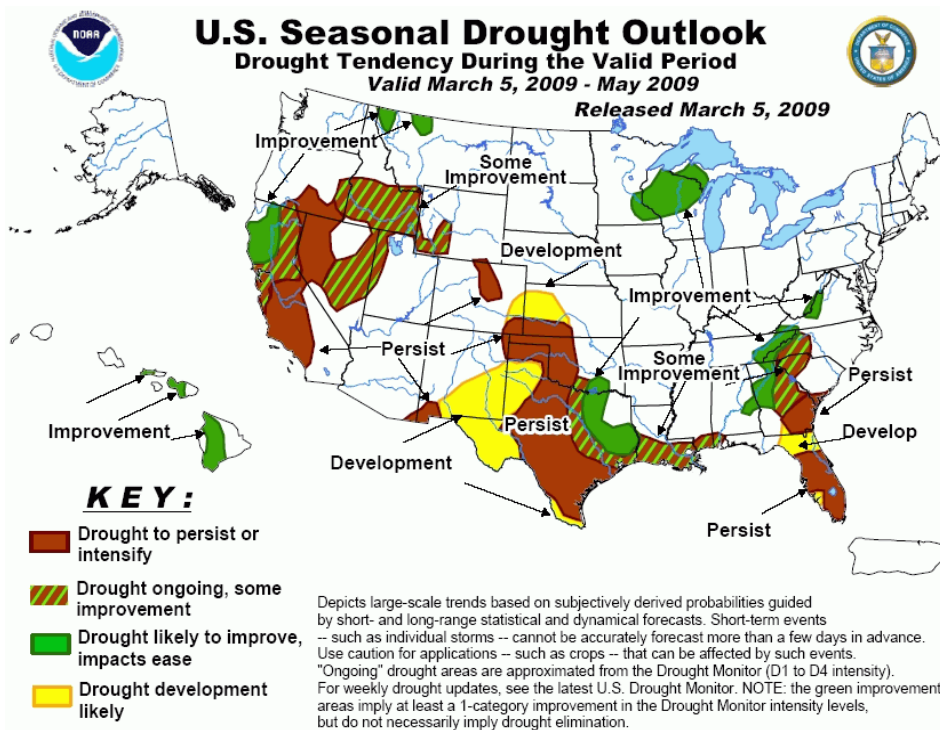 U.S. Seasonal Drought Outlook
Drought Tendency During the Valid Period
Valid March 5, 2009 - May 2009
Released March 5, 2009
NOAA
Improvement
Some
Improvement
Development
Improvement
Persist
Some
Improvement
Persist
Persist
Develop
Improvement
Development
Persist
KEY:
Drought to persist or
intensify
Drought ongoing, some
improvement
Drought likely to improve,
impacts ease
Drought development
likely
Depicts large-scale trends based on subjectively derived probabilities guided
by short- and long-range statistical and dynamical forecasts. Short-term events
-- such as individual storms -- cannot be accurately forecast more than a few days in advance.
Use caution for applications -- such as crops -- that can be affected by such events.
"Ongoing" drought areas are approximated from the Drought Monitor (D1 to D4 intensity).
For weekly drought updates, see the latest U.S. Drought Monitor. NOTE: the green improvement
areas imply at least a 1-category improvement in the Drought Monitor intensity levels,
but do not necessarily imply drought elimination.